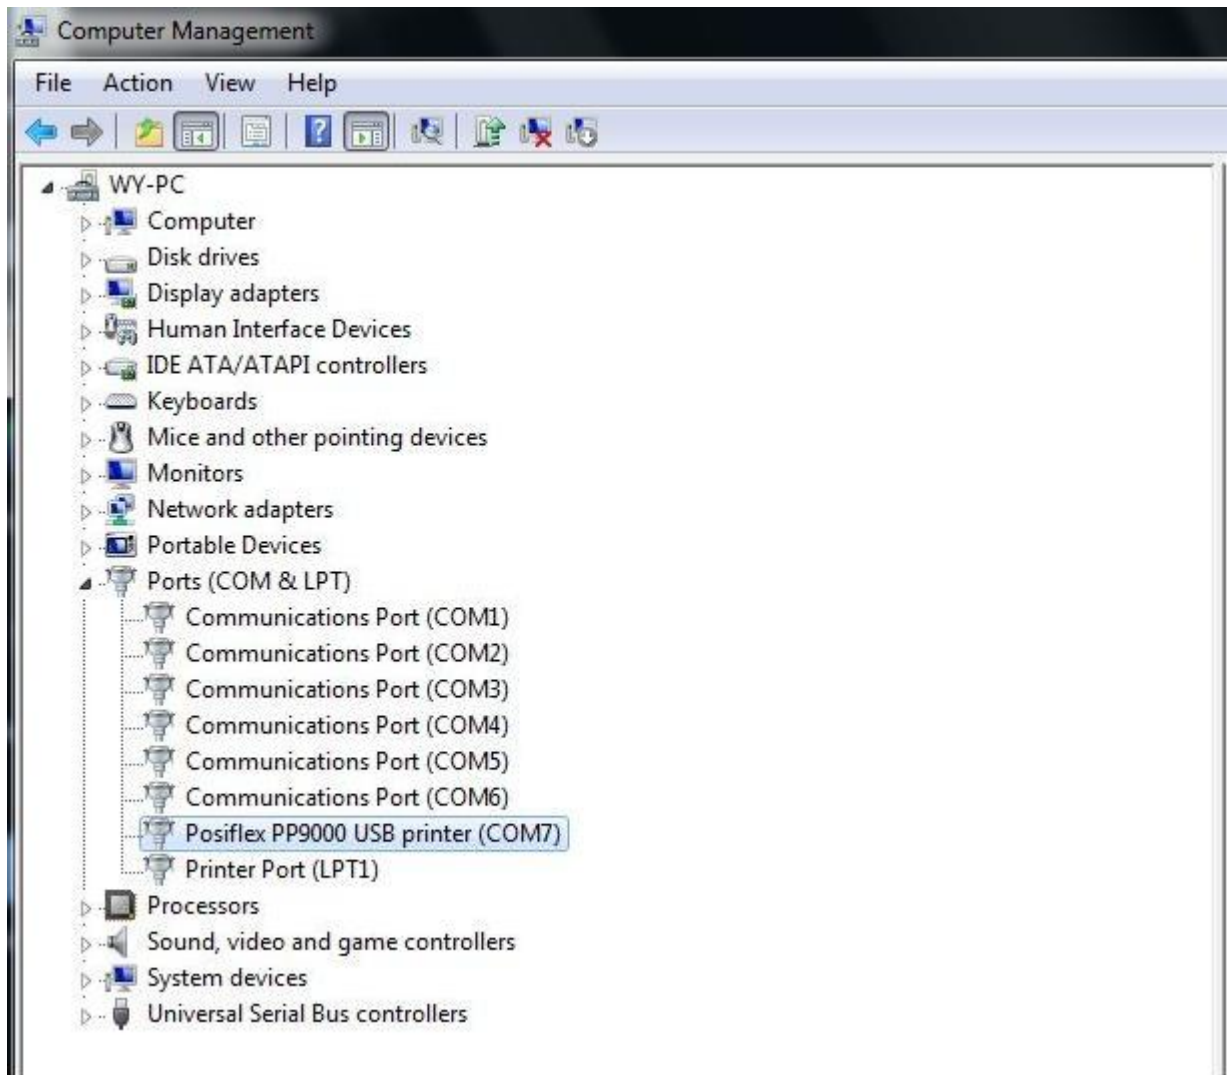 Computer Management
File Action View Help
WY-PC
Computer
Disk drives
Display adapters
Human Interface Devices
IDE ATA/ATAPI controllers
Keyboards
Mice and other pointing devices
Monitors
Network adapters
Portable Devices
Ports (COM & LPT)
Communications Port (COM1)
Communications Port (COM2)
Communications Port (COM3)
Communications Port (COM4)
Communications Port (COM5)
Communications Port (COM6)
Posiflex PP9000 USB printer (COM7)
Printer Port (LPT1)
Processors
Sound, video and game controllers
System devices
Universal Serial Bus controllers